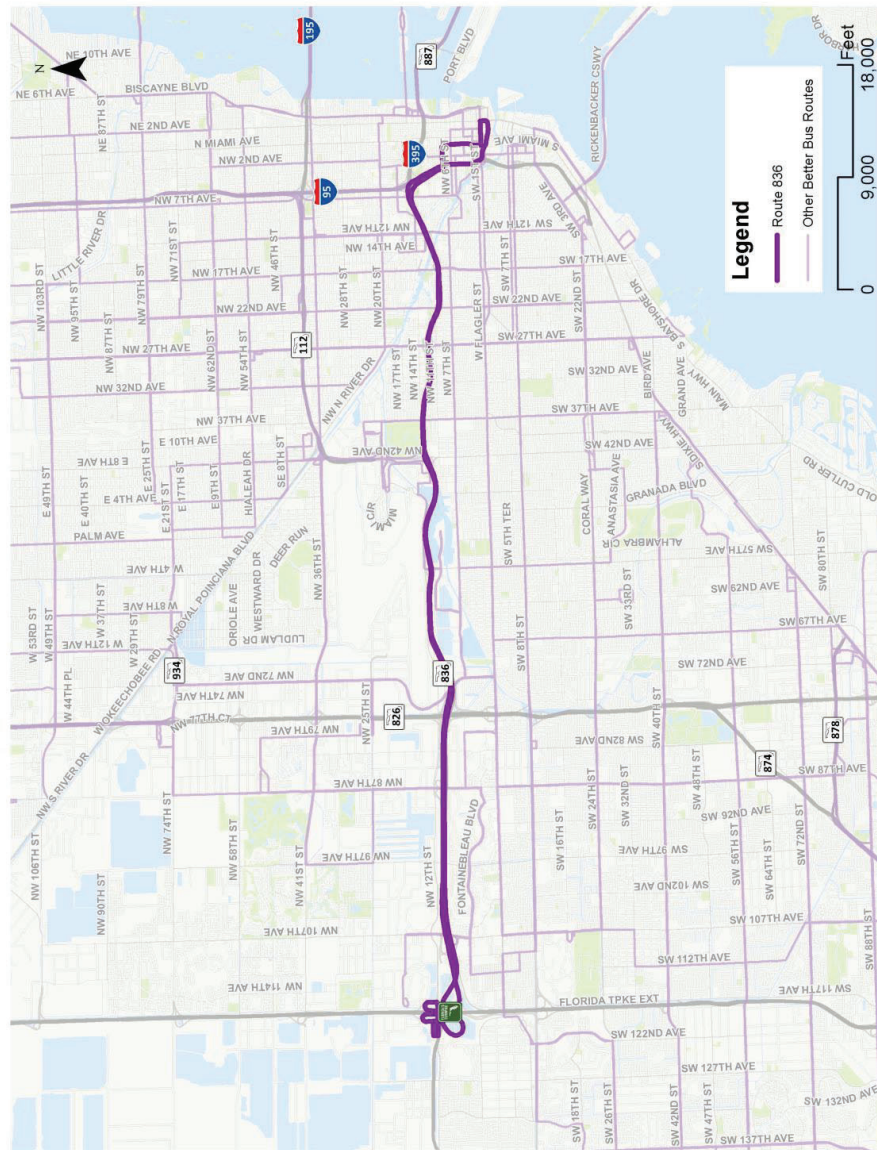 N
NE 10TH AVE
NE 6TH AVE
BISCAYNE BLVD
NE 87TH ST
NE 2ND AVE
N MIAMI AVE
NW 2ND AVE
195
887
PORT BLVD
395
95
NW 7TH AVE
LITTLE RIVER DR
NW 6TH ST
SW 1ST ST
S MIAMI AVE
RICKENBACKER CSWY
NW 103RD ST
NW 95TH ST
NW 87TH ST
NW 79TH ST
NW 71ST ST
NW 62ND ST
NW 54TH ST
NW 46TH ST
NW 12TH AVE
NW 14TH AVE
NW 17TH AVE
NW 22ND AVE
NW 27TH AVE
NW 32ND AVE
NW 37TH AVE
NW 42ND AVE
NW 28TH ST
NW 20TH ST
NW 17TH ST
NW 14TH ST
NW 7TH ST
W FLAGLER ST
SW 12TH AVE
SW 3RD AVE
SW 7TH ST
SW 17TH AVE
SW 22ND AVE
SW 22ND ST
SW 27TH AVE
SW 32ND AVE
SW 37TH AVE
SW 42ND AVE
S BAYSHORE DR
BIRD AVE
GRAND AVE
MAIN HWY
S DIXIE HWY
OLD CUTLER RD
112
NW N RIVER DR
E 10TH AVE
E 8TH AVE
E 4TH AVE
PALM AVE
E 49TH ST
E 40TH ST
E 25TH ST
E 21ST ST
E 17TH ST
E 9TH ST
HIALEAH DR
SE 8TH ST
MIAMI CIR
DEER RUN
W 4TH AVE
W 8TH AVE
W 12TH AVE
W 53RD ST
W 49TH ST
W 44TH PL
W 37TH ST
W 29TH ST
W OKEECHOBEE RD
N ROYAL POINCIANA BLVD
ORIOLE AVE
WESTWARD DR
LUDLAM DR
NW 36TH ST
SW 5TH TER
CORAL WAY
ANASTASIA AVE
GRANADA BLVD
ALHAMBRA CIR
SW 57TH AVE
SW 62ND AVE
SW 67TH AVE
SW 80TH ST
SW 33RD ST
SW 8TH ST
SW 72ND AVE
SW 40TH ST
934
NW 72ND AVE
NW 74TH AVE
NW 77TH CT
NW 79TH AVE
NW 87TH AVE
NW 97TH AVE
NW 107TH AVE
NW 114TH AVE
826
836
NW 25TH ST
NW S RIVER DR
NW 106TH ST
NW 90TH ST
NW 74TH ST
NW 58TH ST
NW 41ST ST
NW 12TH ST
FONTAINEBLEAU BLVD
SW 16TH ST
SW 24TH ST
SW 32ND ST
SW 82ND AVE
SW 48TH ST
SW 87TH AVE
SW 92ND AVE
SW 97TH AVE
SW 102ND AVE
SW 56TH ST
SW 64TH ST
SW 72ND ST
SW 107TH AVE
SW 112TH AVE
SW 88TH ST
SW 117TH AVE
874
878
FLORIDA TPKE EXT
SW 122ND AVE
SW 127TH AVE
SW 132ND AVE
SW 137TH AVE
SW 18TH ST
SW 26TH ST
SW 42ND ST
SW 47TH ST
Legend
Route 836
Other Better Bus Routes
0 9,000 18,000
Feet